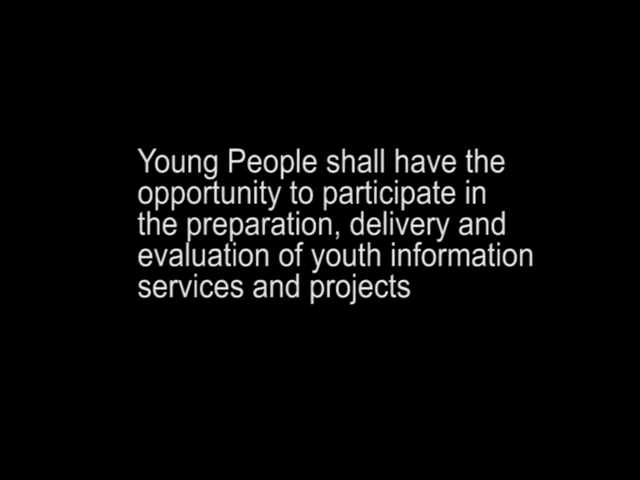 Young People shall have the
opportunity to participate in
the preparation, delivery and
evaluation of youth information
services and projects